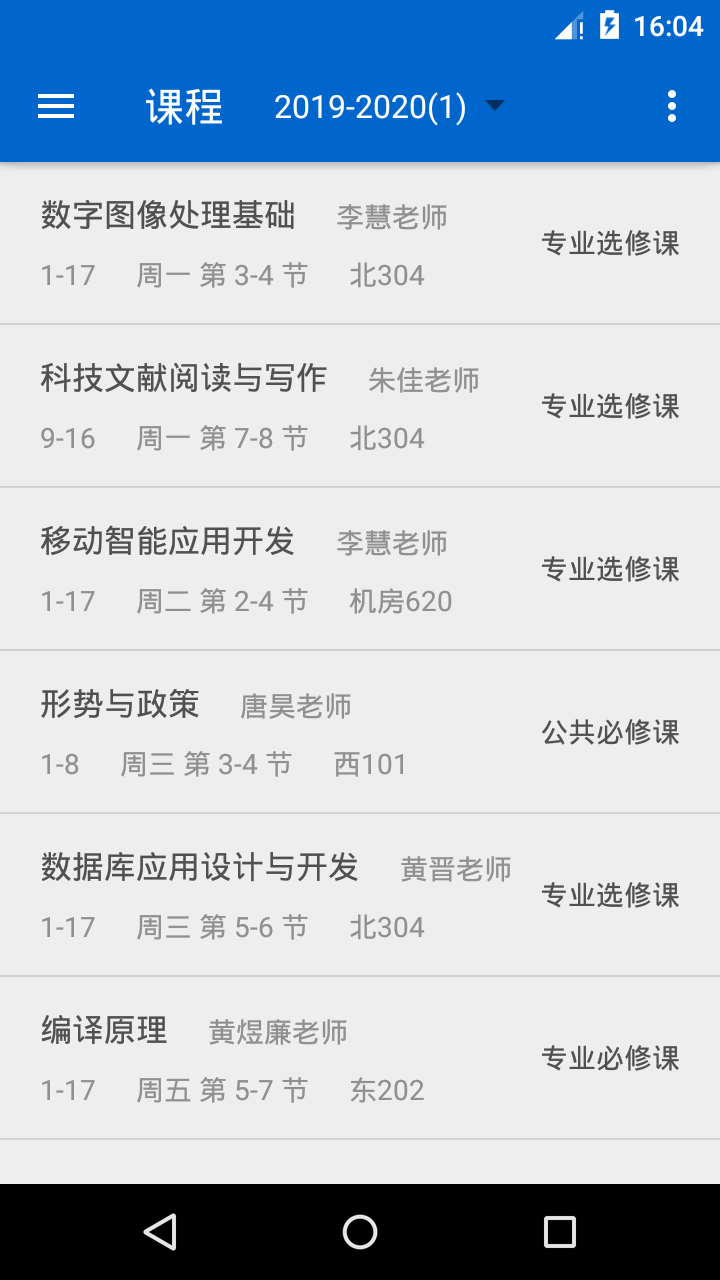 16:04
课程 2019-2020(1)
数字图像处理基础 李慧老师
专业选修课
1-17 周一 第 3-4 节 北304
科技文献阅读与写作 朱佳老师
专业选修课
9-16 周一 第 7-8 节 北304
移动智能应用开发 李慧老师
专业选修课
1-17 周二 第 2-4 节 机房620
形势与政策 唐昊老师
公共必修课
1-8 周三 第 3-4 节 西101
数据库应用设计与开发 黄晋老师
专业选修课
1-17 周三 第 5-6 节 北304
编译原理 黄煜廉老师
专业必修课
1-17 周五 第 5-7 节 东202